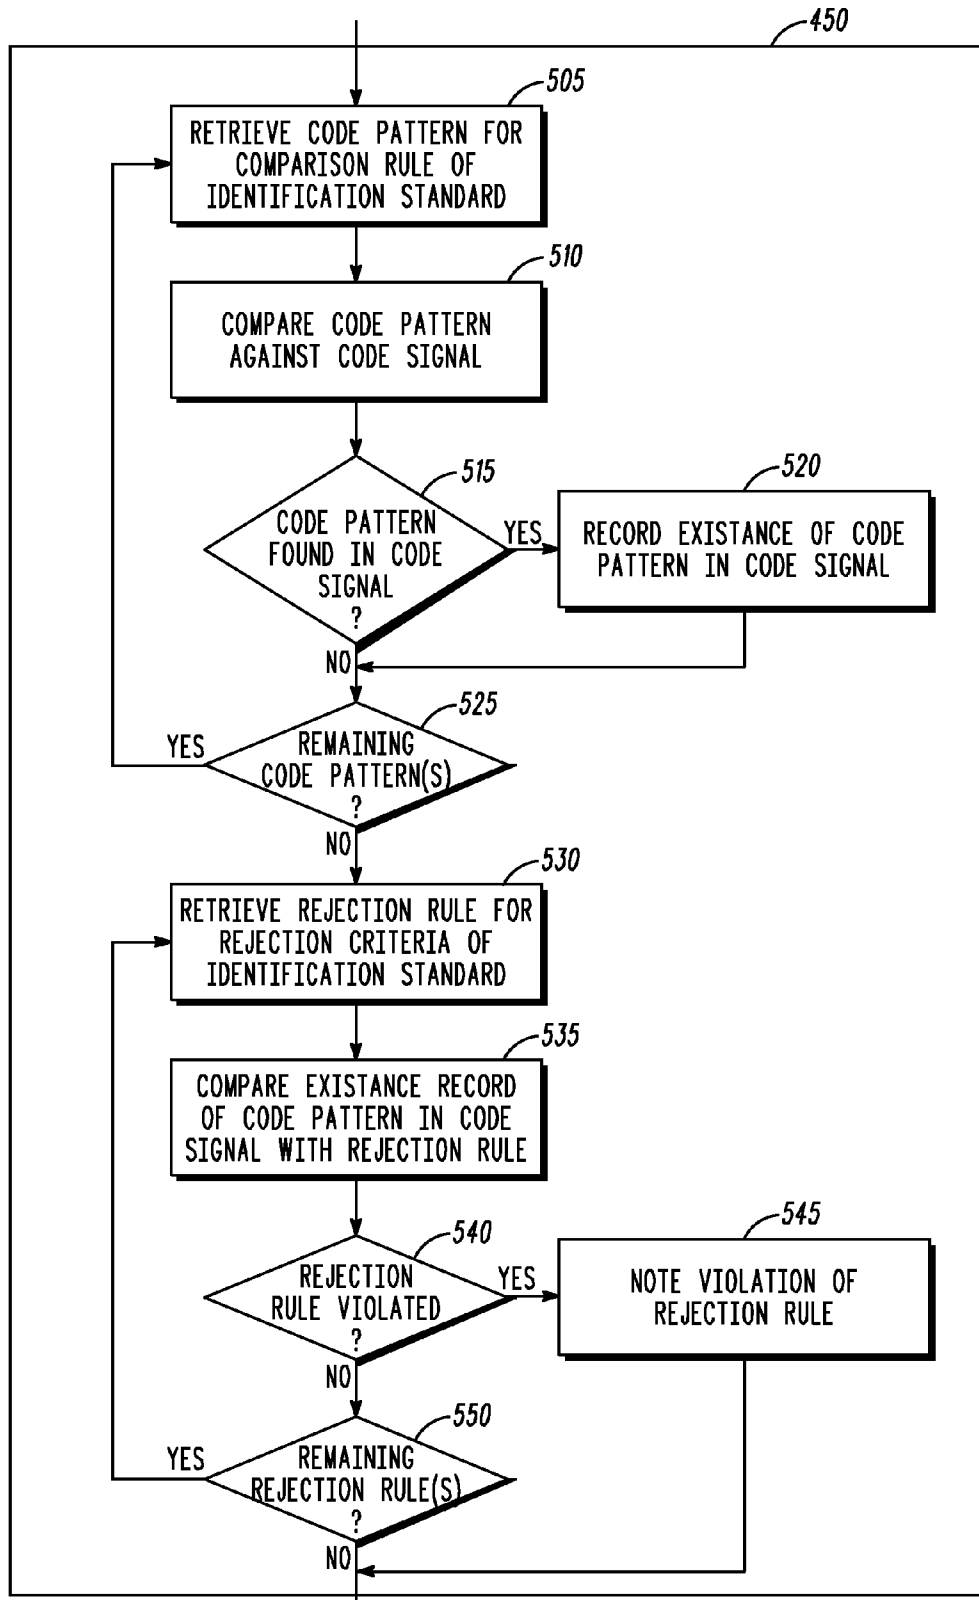 450
505
RETRIEVE CODE PATTERN FOR
COMPARISON RULE OF
IDENTIFICATION STANDARD
510
COMPARE CODE PATTERN
AGAINST CODE SIGNAL
515
CODE PATTERN
FOUND IN CODE
SIGNAL
?
YES
520
RECORD EXISTANCE OF CODE
PATTERN IN CODE SIGNAL
NO
525
REMAINING
CODE PATTERN(S)
?
YES
NO
530
RETRIEVE REJECTION RULE FOR
REJECTION CRITERIA OF
IDENTIFICATION STANDARD
535
COMPARE EXISTANCE RECORD
OF CODE PATTERN IN CODE
SIGNAL WITH REJECTION RULE
540
REJECTION
RULE VIOLATED
?
YES
545
NOTE VIOLATION OF
REJECTION RULE
NO
550
REMAINING
REJECTION RULE(S)
?
YES
NO